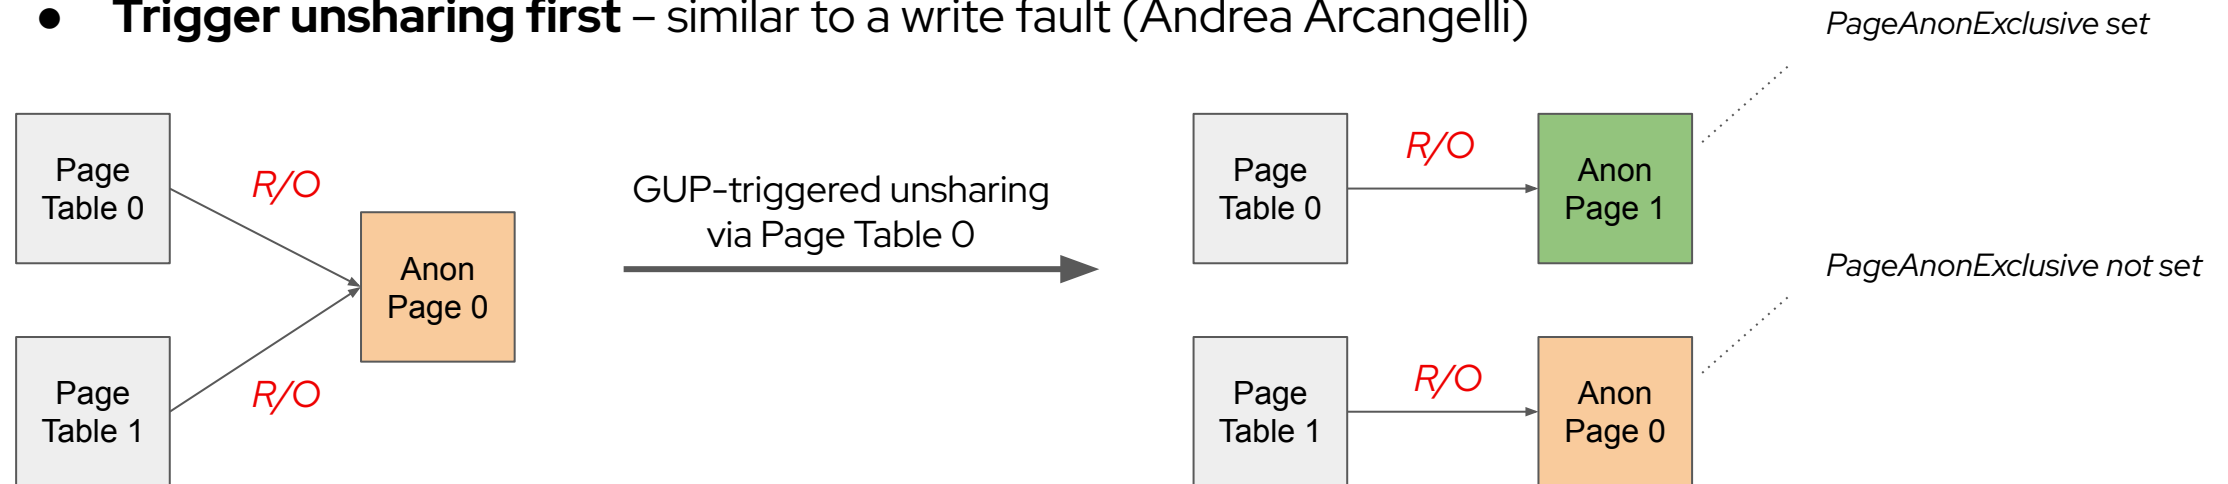 ● Trigger unsharing first – similar to a write fault (Andrea Arcangelli)
PageAnonExclusive set
Page
Table 0
R/O
Anon
Page 0
Page
Table 1
R/O
GUP-triggered unsharing
via Page Table 0
Page
Table 0
R/O
Anon
Page 1
PageAnonExclusive not set
Page
Table 1
R/O
Anon
Page 0